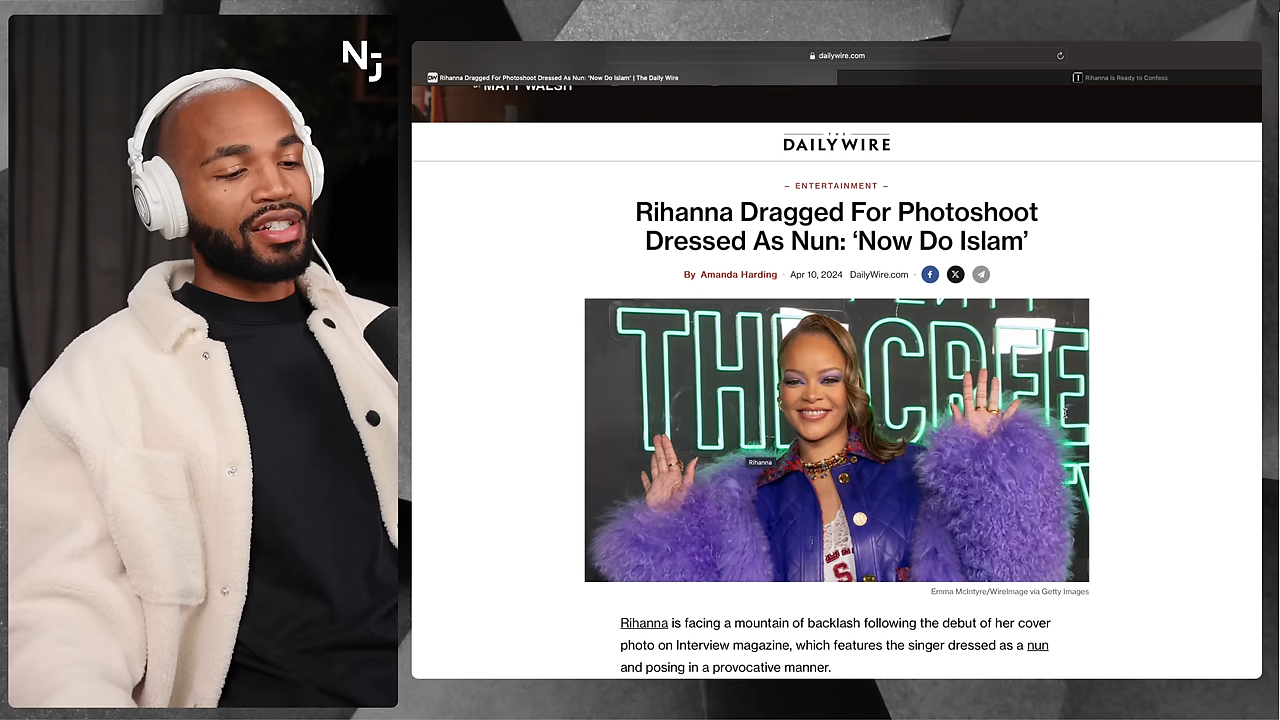 NJ
dailywire.com
DW Rihanna Dragged For Photoshoot Dressed As Nun: 'Now Do Islam' | The Daily Wire
Rihanna Is Ready to Confess
MATT WALSH
THE
DAILYWIRE
– ENTERTAINMENT –
Rihanna Dragged For Photoshoot
Dressed As Nun: ‘Now Do Islam’
By Amanda Harding · Apr 10, 2024 DailyWire.com ·
THE CREE
Rihanna
S
Emma McIntyre/WireImage via Getty Images
Rihanna is facing a mountain of backlash following the debut of her cover
photo on Interview magazine, which features the singer dressed as a nun
and posing in a provocative manner.